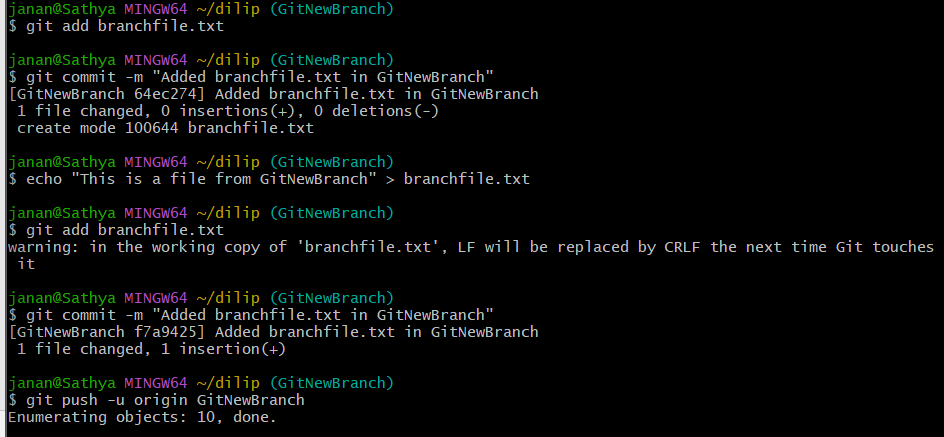 janan@Sathya MINGW64 ~/dilip (GitNewBranch)
$ git add branchfile.txt
janan@Sathya MINGW64 ~/dilip (GitNewBranch)
$ git commit -m "Added branchfile.txt in GitNewBranch"
[GitNewBranch 64ec274] Added branchfile.txt in GitNewBranch
 1 file changed, 0 insertions(+), 0 deletions(-)
 create mode 100644 branchfile.txt
janan@Sathya MINGW64 ~/dilip (GitNewBranch)
$ echo "This is a file from GitNewBranch" > branchfile.txt
janan@Sathya MINGW64 ~/dilip (GitNewBranch)
$ git add branchfile.txt
warning: in the working copy of 'branchfile.txt', LF will be replaced by CRLF the next time Git touches
 it
janan@Sathya MINGW64 ~/dilip (GitNewBranch)
$ git commit -m "Added branchfile.txt in GitNewBranch"
[GitNewBranch f7a9425] Added branchfile.txt in GitNewBranch
 1 file changed, 1 insertion(+)
janan@Sathya MINGW64 ~/dilip (GitNewBranch)
$ git push -u origin GitNewBranch
Enumerating objects: 10, done.